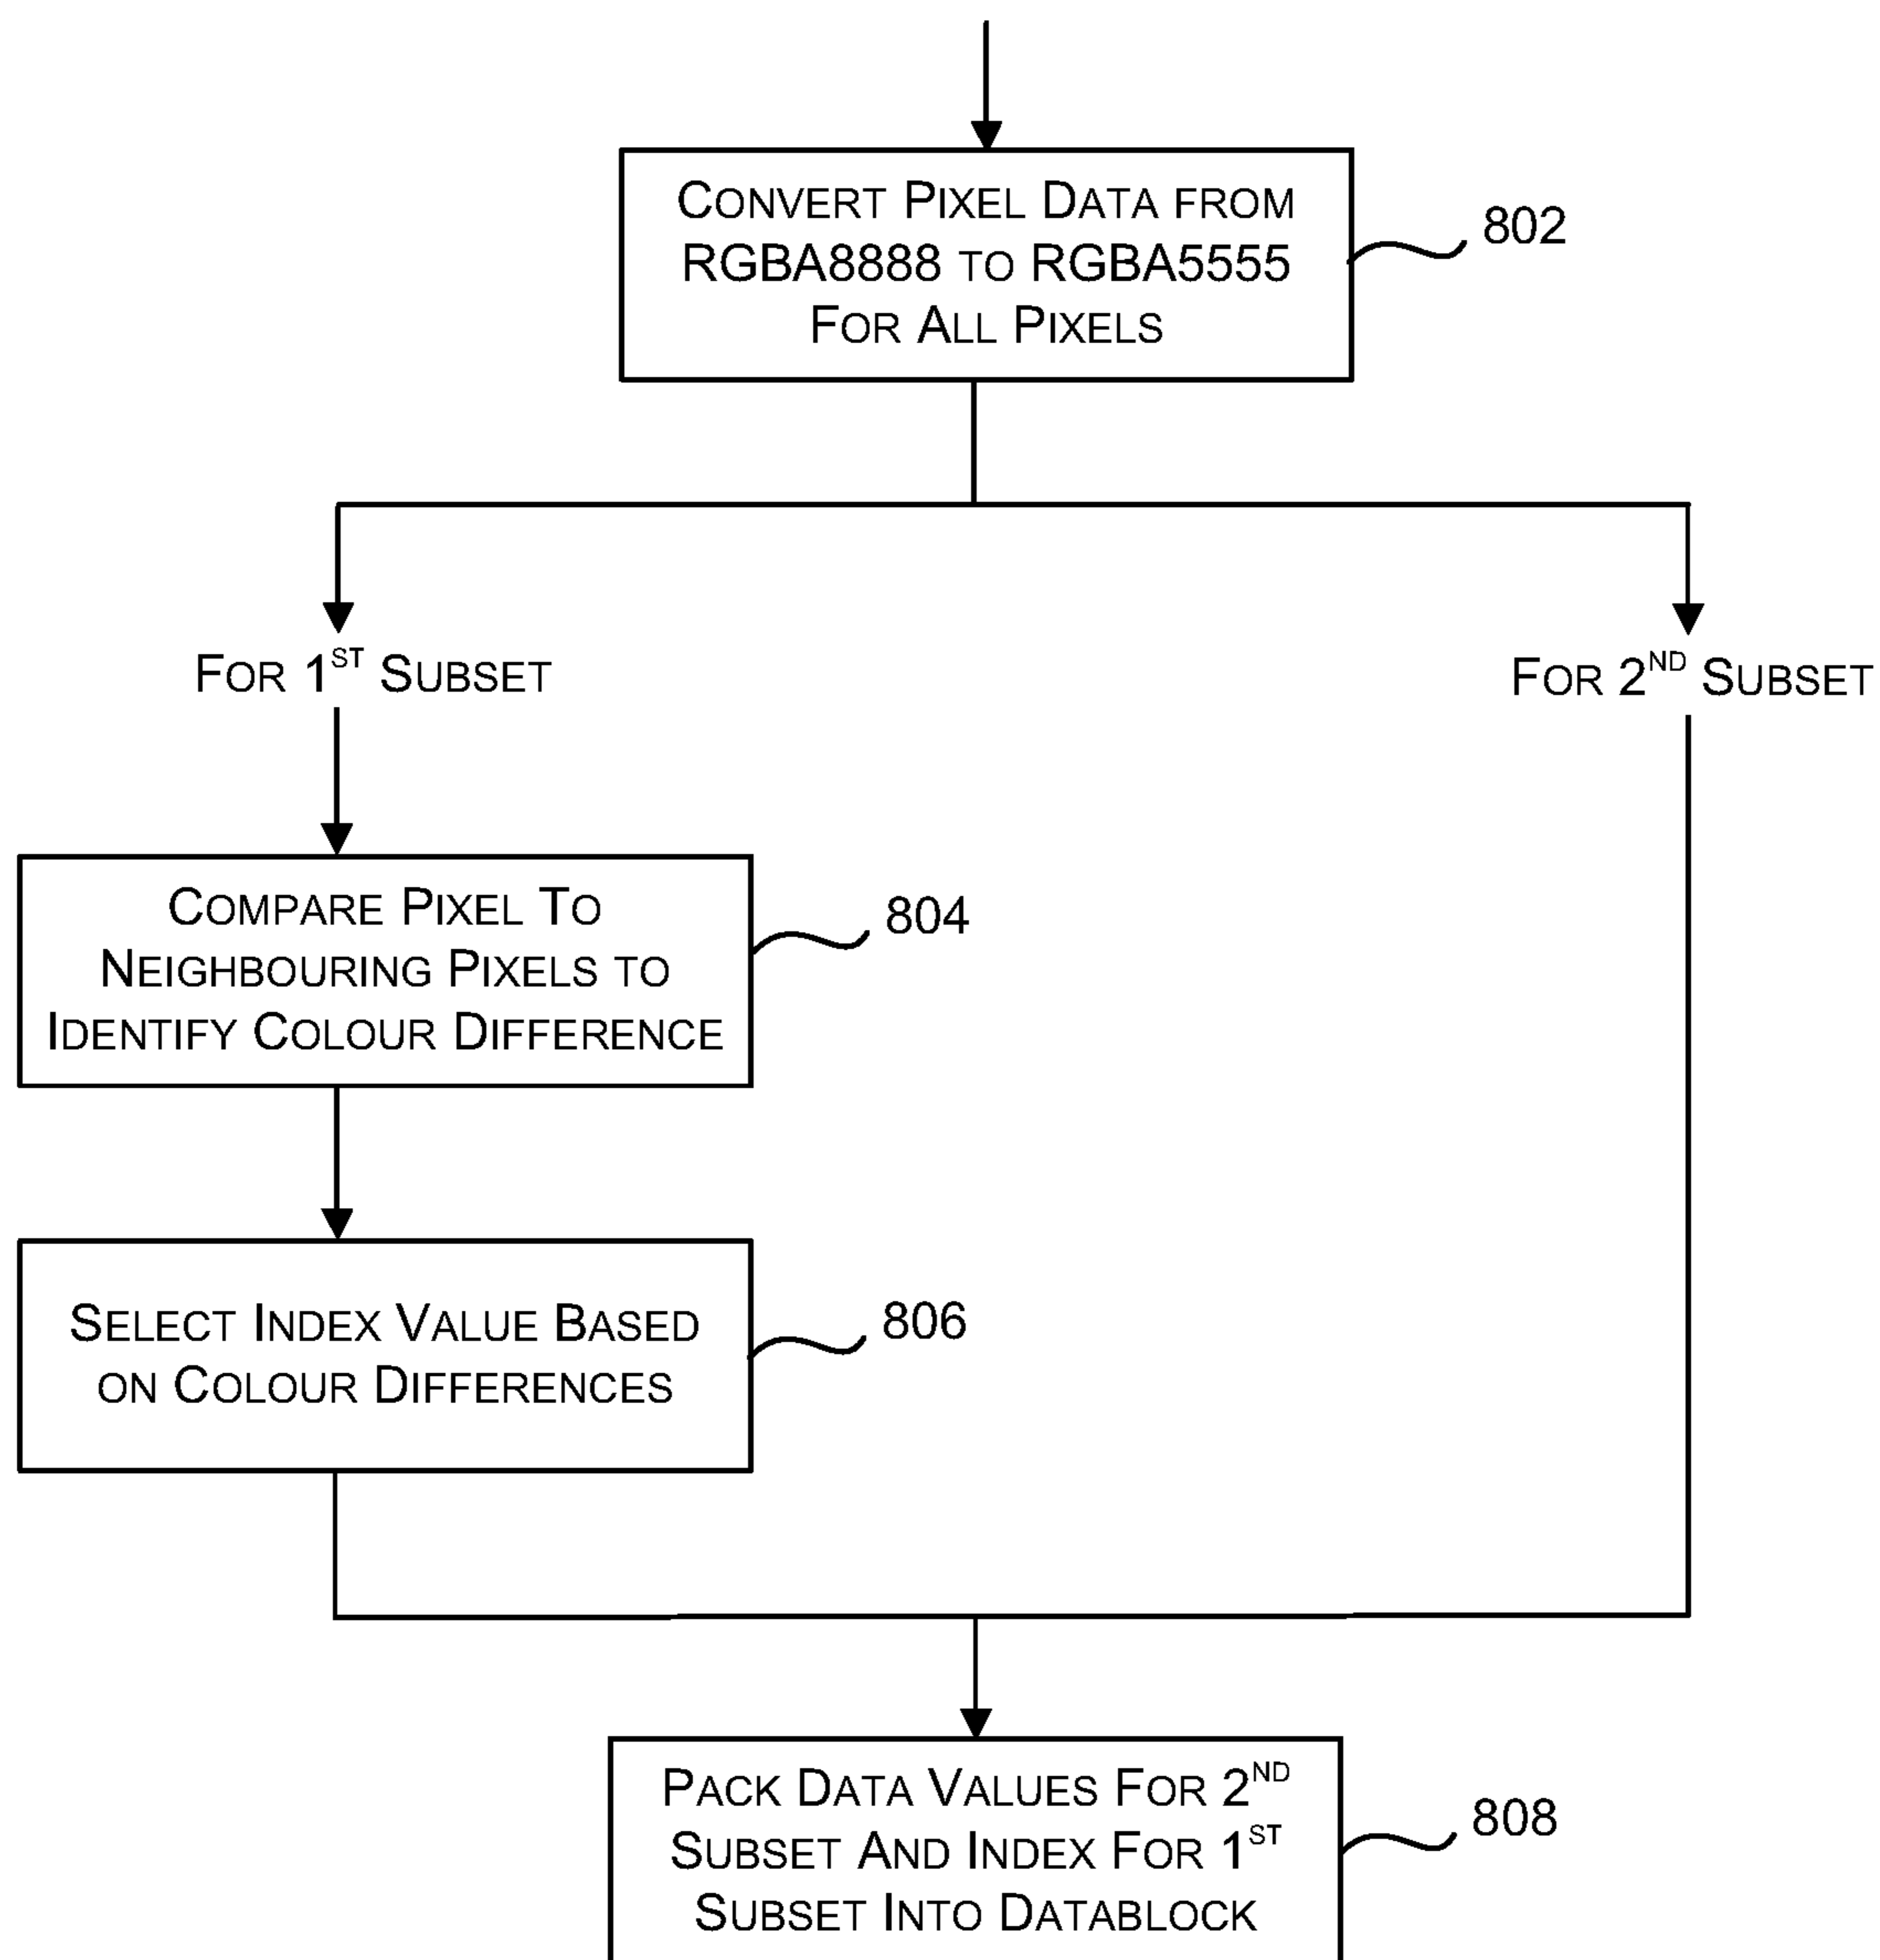 CONVERT PIXEL DATA FROM
RGBA8888 TO RGBA5555
FOR ALL PIXELS
802
FOR 1ST SUBSET
FOR 2ND SUBSET
COMPARE PIXEL TO
NEIGHBOURING PIXELS TO
IDENTIFY COLOUR DIFFERENCE
804
SELECT INDEX VALUE BASED
ON COLOUR DIFFERENCES
806
PACK DATA VALUES FOR 2ND
SUBSET AND INDEX FOR 1ST
SUBSET INTO DATABLOCK
808